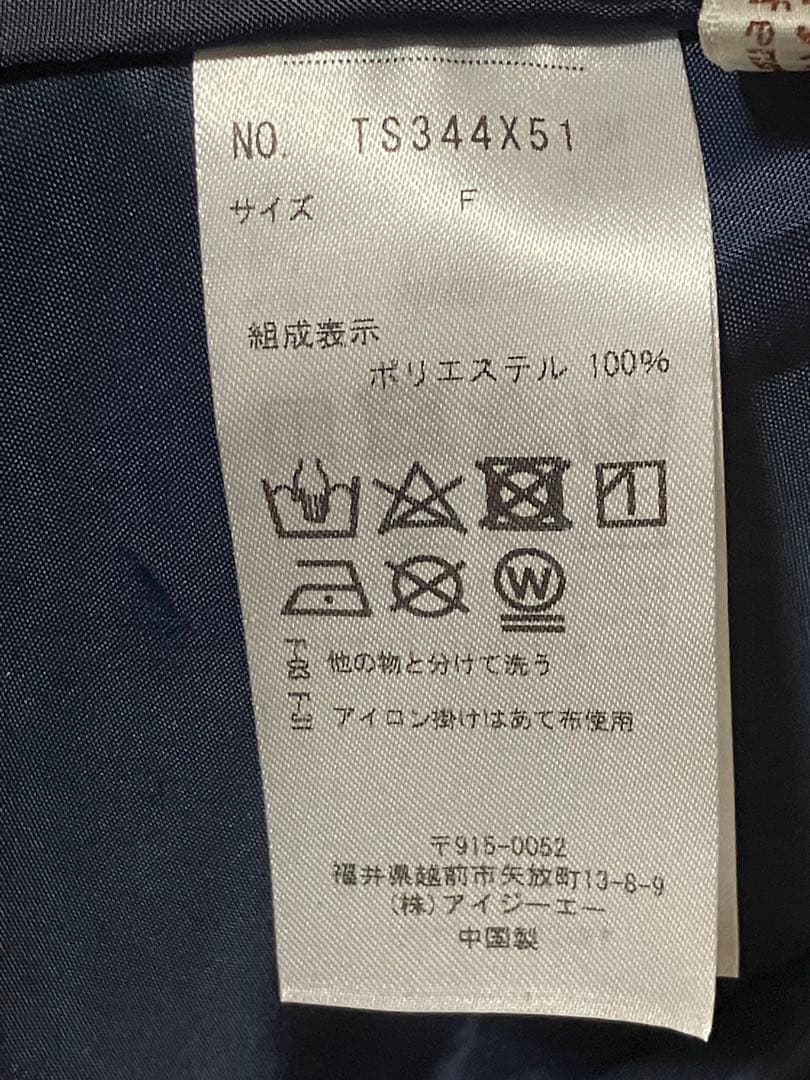 NO. TS344X51
サイズ F
組成表示
ポリエステル 100%
W
他の物と分けて洗う
アイロン掛けはあて布使用
〒915-0052
福井県越前市矢放町13-8-9
(株)アイジーエー
中国製